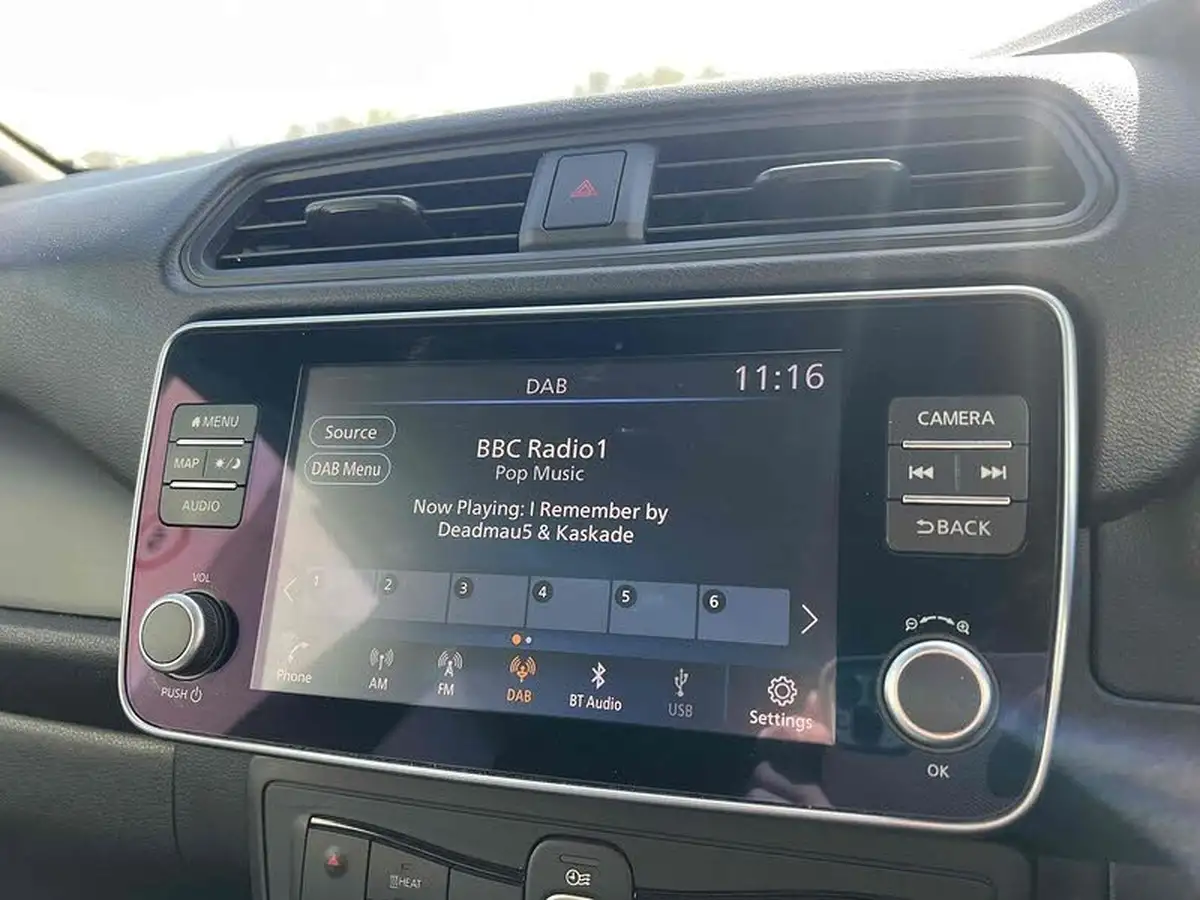 DAB
11:16
MENU
MAP
AUDIO
VOL
PUSH
Source
DAB Menu
BBC Radio1
Pop Music
Now Playing: I Remember by
Deadmau5 & Kaskade
1 2 3 4 5 6
Phone
AM
FM
DAB
BT Audio
USB
Settings
CAMERA
BACK
OK
HEAT